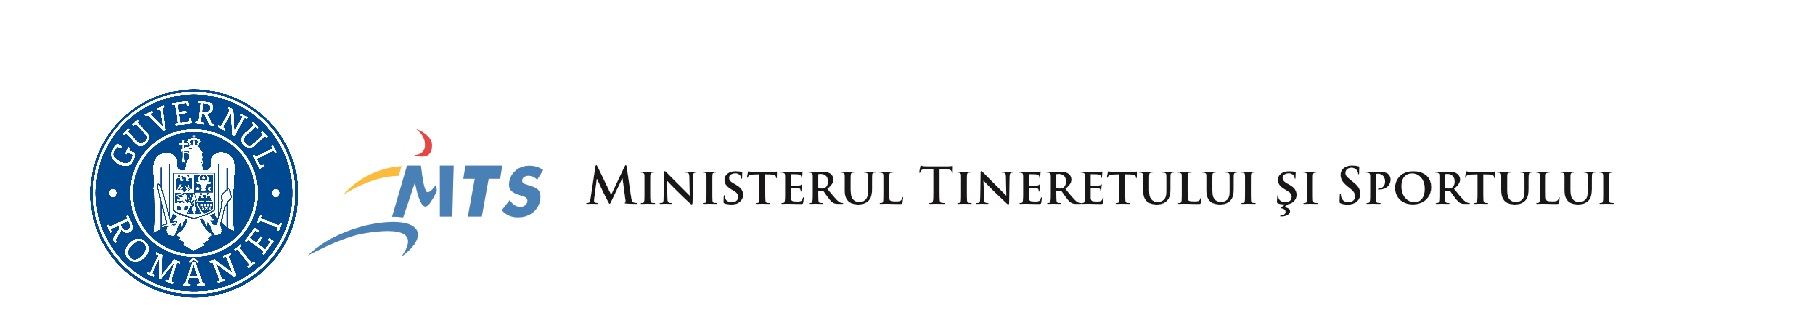 GUVERNUL ROMÂNIEI
MTS
MINISTERUL TINERETULUI ŞI SPORTULUI